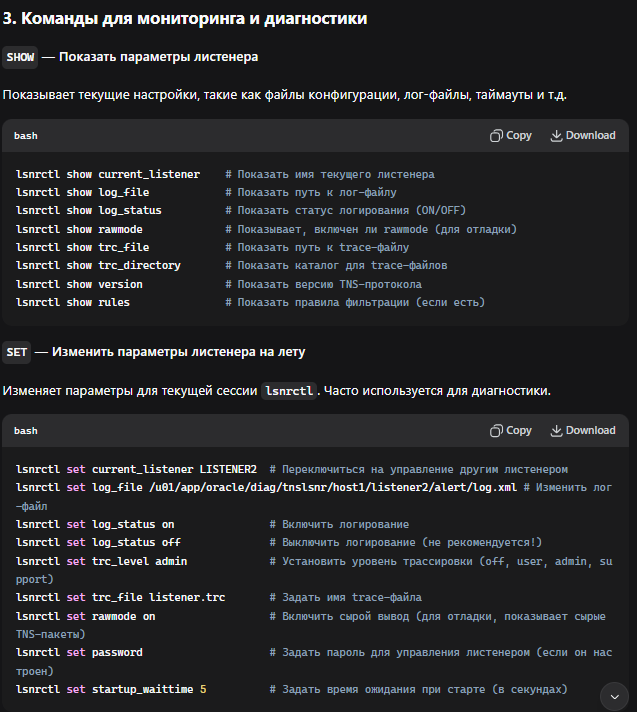 3. Команды для мониторинга и диагностики
SHOW — Показать параметры листенера
Показывает текущие настройки, такие как файлы конфигурации, лог-файлы, таймауты и т.д.
bash Copy Download
lsnrctl show current_listener # Показать имя текущего листенера
lsnrctl show log_file # Показать путь к лог-файлу
lsnrctl show log_status # Показать статус логирования (ON/OFF)
lsnrctl show rawmode # Показывает, включен ли rawmode (для отладки)
lsnrctl show trc_file # Показать путь к trace-файлу
lsnrctl show trc_directory # Показать каталог для trace-файлов
lsnrctl show version # Показать версию TNS-протокола
lsnrctl show rules # Показать правила фильтрации (если есть)
SET — Изменить параметры листенера на лету
Изменяет параметры для текущей сессии lsnrctl. Часто используется для диагностики.
bash Copy Download
lsnrctl set current_listener LISTENER2 # Переключиться на управление другим листенером
lsnrctl set log_file /u01/app/oracle/diag/tnslsnr/host1/listener2/alert/log.xml # Изменить лог
-файл
lsnrctl set log_status on # Включить логирование
lsnrctl set log_status off # Выключить логирование (не рекомендуется!)
lsnrctl set trc_level admin # Установить уровень трассировки (off, user, admin, su
pport)
lsnrctl set trc_file listener.trc # Задать имя trace-файла
lsnrctl set rawmode on # Включить сырой вывод (для отладки, показывает сырые
TNS-пакеты)
lsnrctl set password # Задать пароль для управления листенером (если он нас
троен)
lsnrctl set startup_waittime 5 # Задать время ожидания при старте (в секундах)